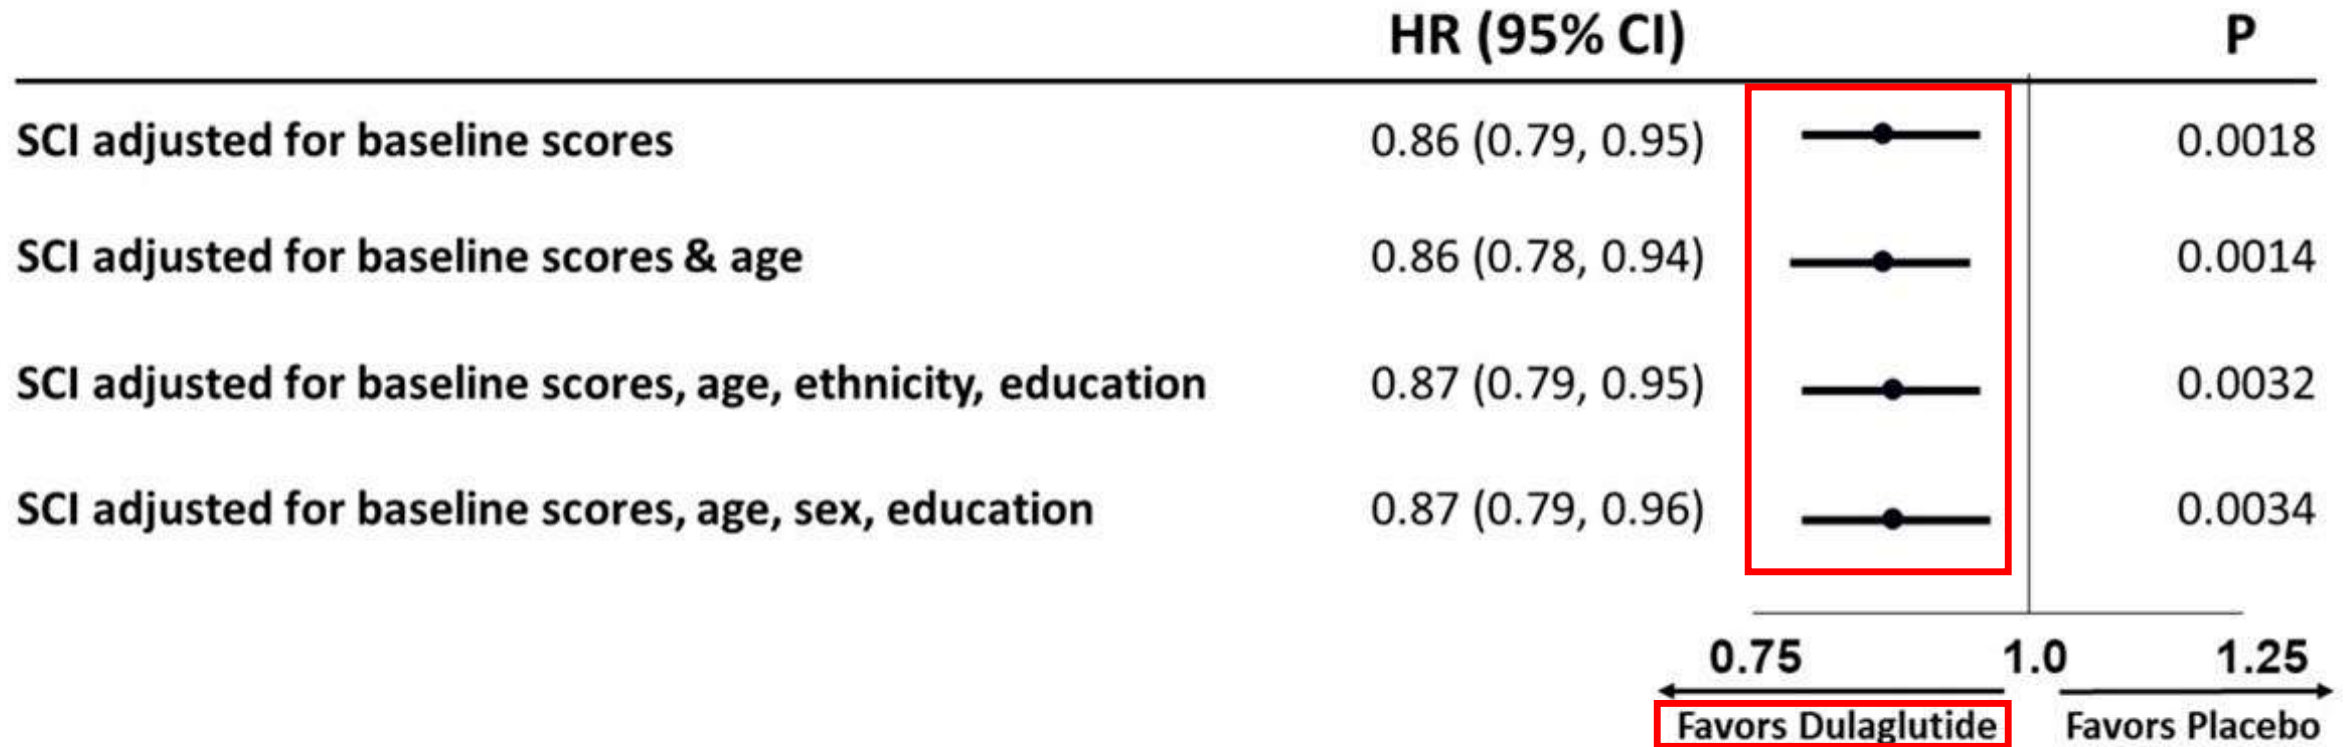 HR (95% CI) P
SCI adjusted for baseline scores 0.86 (0.79, 0.95) 0.0018
SCI adjusted for baseline scores & age 0.86 (0.78, 0.94) 0.0014
SCI adjusted for baseline scores, age, ethnicity, education 0.87 (0.79, 0.95) 0.0032
SCI adjusted for baseline scores, age, sex, education 0.87 (0.79, 0.96) 0.0034
0.75 1.0 1.25
Favors Dulaglutide Favors Placebo